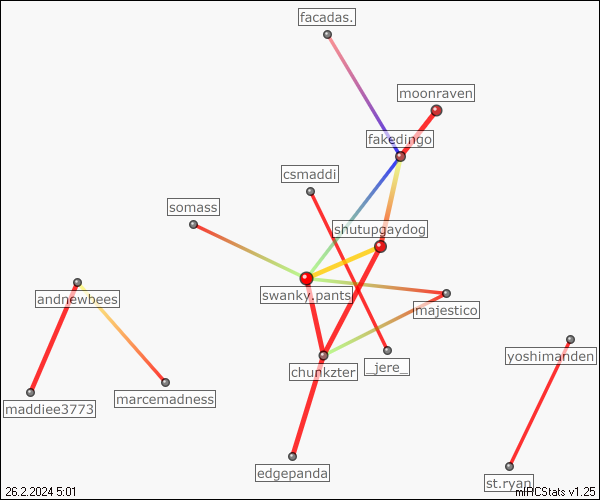 facadas.
moonraven
fakedingo
csmaddi
somass
shutupgaydog
swanky.pants
andnewbees
majestico
yoshimanden
_jere_
chunkzter
marcemadness
maddiee3773
edgepanda
st.ryan
26.2.2024 5:01
mIRCStats v1.25